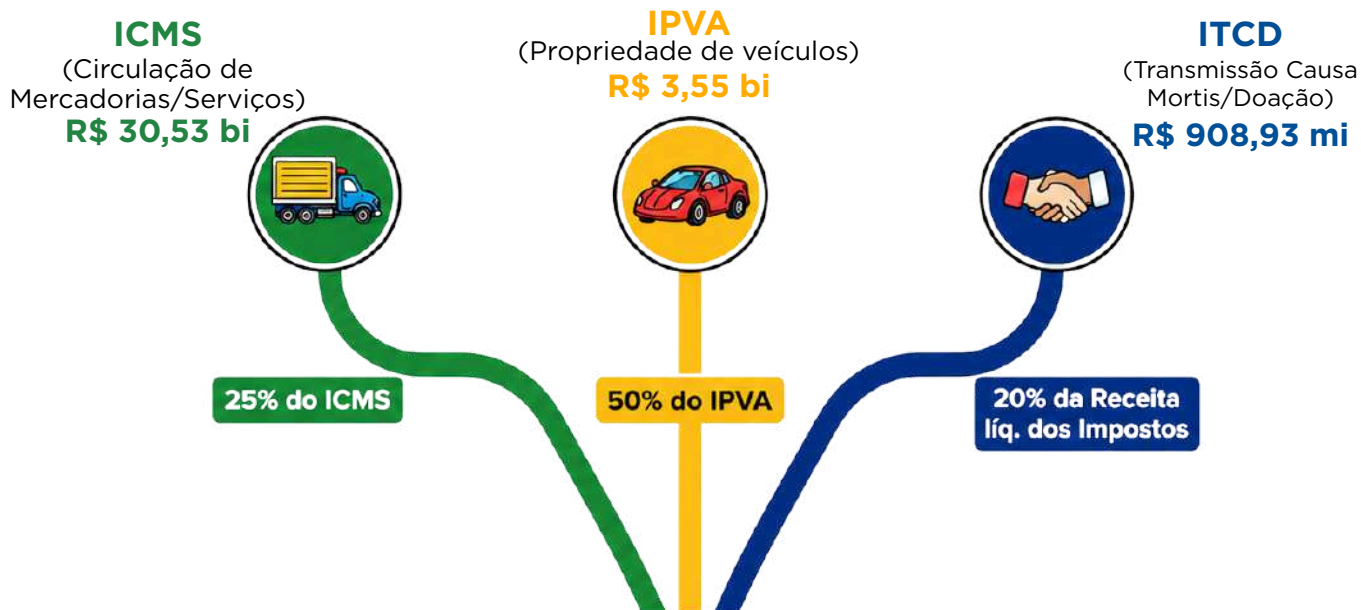 ICMS
(Circulação de
Mercadorias/Serviços)
R$ 30,53 bi
IPVA
(Propriedade de veículos)
R$ 3,55 bi
ITCD
(Transmissão Causa
Mortis/Doação)
R$ 908,93 mi
25% do ICMS
50% do IPVA
20% da Receita
líq. dos Impostos